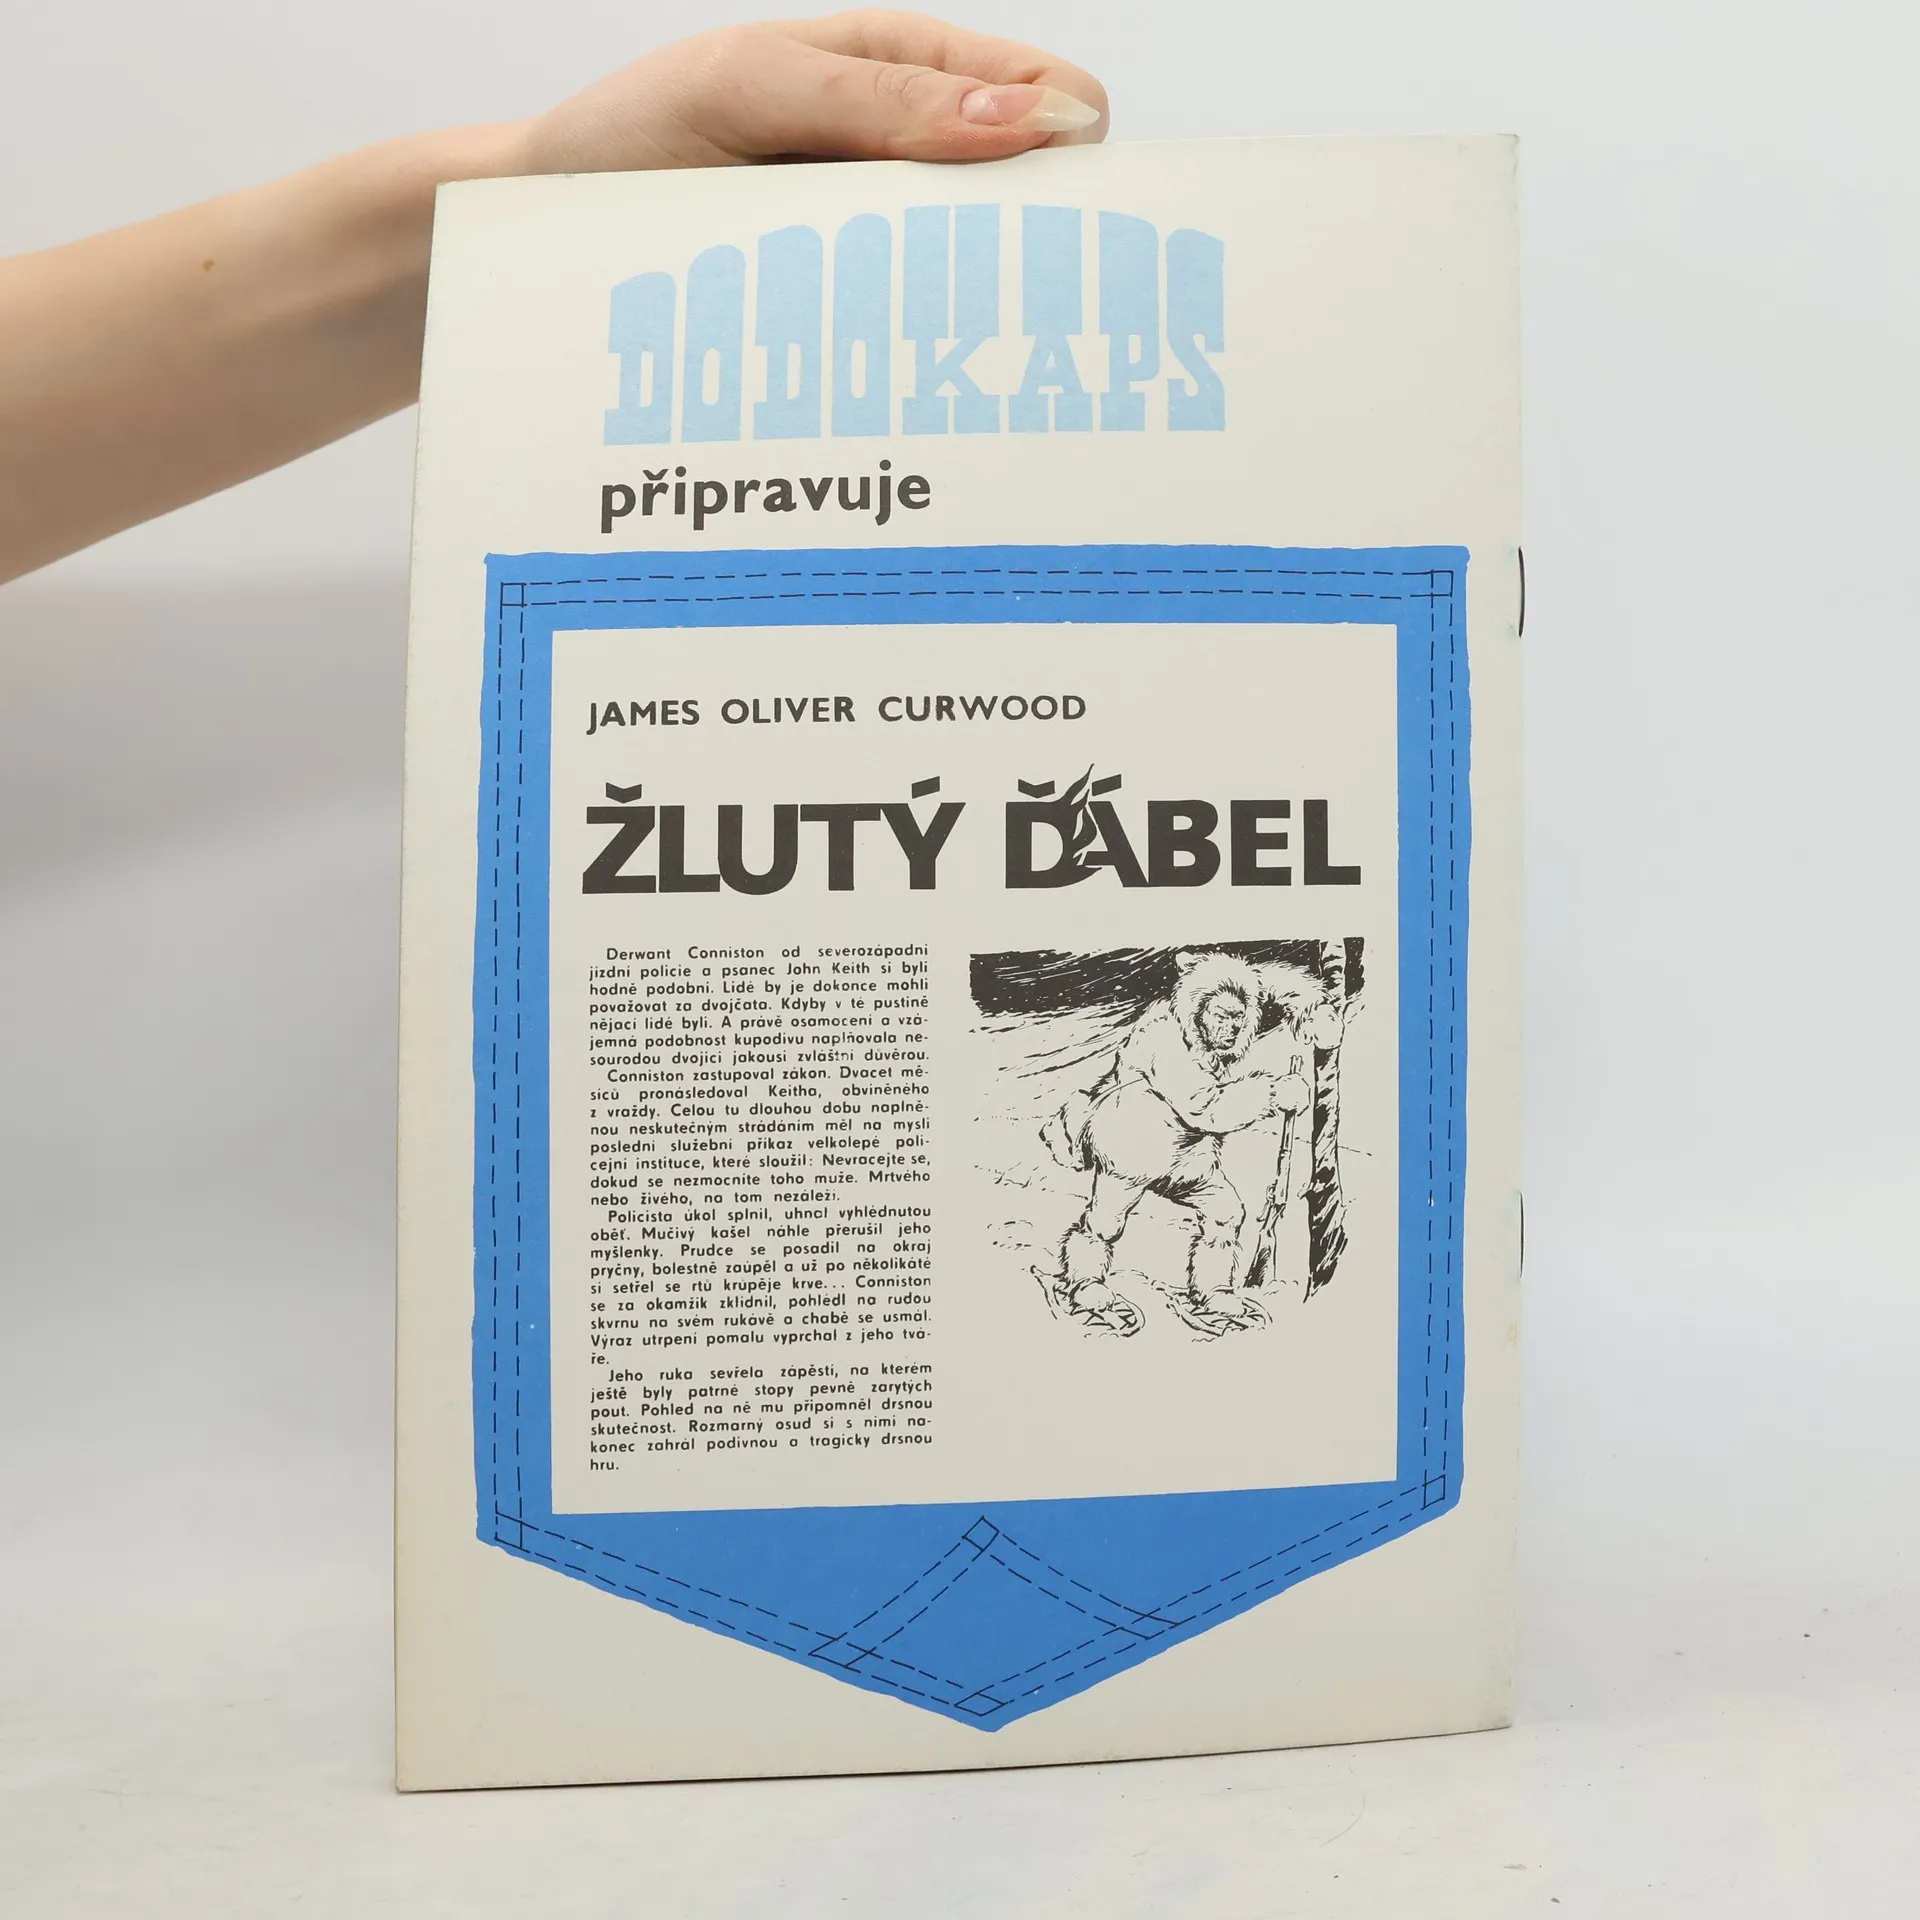 DODOKAPS
připravuje
JAMES OLIVER CURWOOD
ŽLUTÝ ĎÁBEL
Derwant Conniston od severozápadní
jízdní policie a psanec John Keith si byli
hodně podobni. Lidé by je dokonce mohli
považovat za dvojčata. Kdyby v té pustině
nějací lidé byli. A právě osamocení a vzá-
jemná podobnost kupodivu naplňovala ne-
sourodou dvojici jakousi zvláštní důvěrou.
Conniston zastupoval zákon. Dvacet mě-
síců pronásledoval Keitha, obviněného
z vraždy. Celou tu dlouhou dobu naplně-
nou neskutečným strádáním měl na mysli
poslední služební příkaz velkolepé poli-
cejní instituce, které sloužil: Nevracejte se,
dokud se nezmocníte toho muže. Mrtvého
nebo živého, na tom nezáleží.
Policista úkol splnil, uhnal vyhlédnutou
oběť. Mučivý kašel náhle přerušil jeho
myšlenky. Prudce se posadil na okraj
pryčny, bolestně zaúpěl a už po několikáté
si setřel se rtů krůpěje krve... Conniston
se za okamžik zklidnil, pohlédl na rudou
skvrnu na svém rukávě a chabě se usmál.
Výraz utrpení pomalu vyprchal z jeho tvá-
ře.
Jeho ruka sevřela zápěstí, na kterém
ještě byly patrné stopy pevně zarytých
pout. Pohled na ně mu připomněl drsnou
skutečnost. Rozmarný osud si s nimi na-
konec zahrál podivnou a tragicky drsnou
hru.